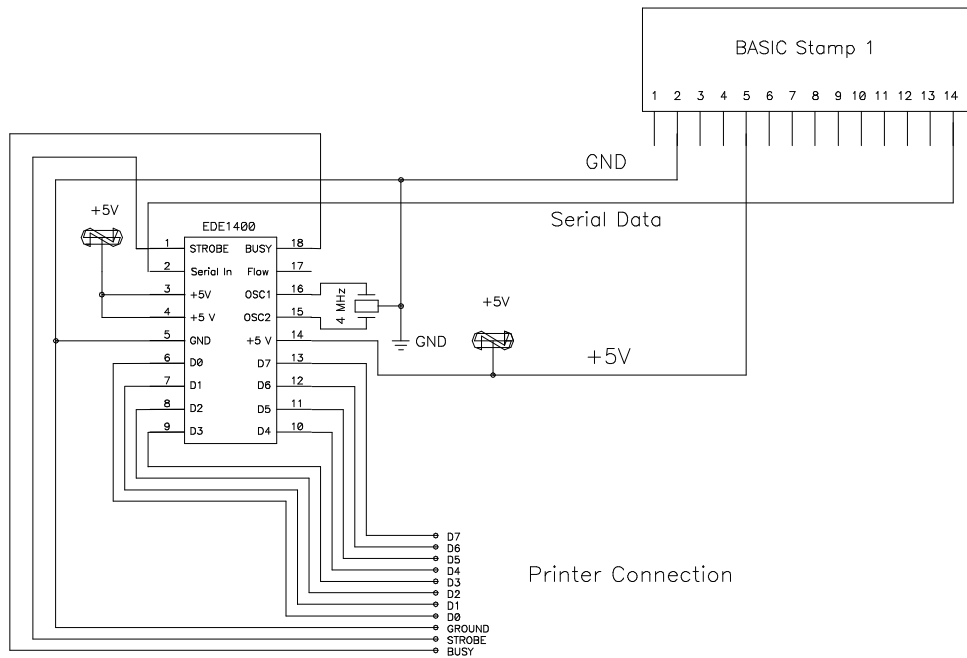 BASIC Stamp 1
1 2 3 4 5 6 7 8 9 10 11 12 13 14
GND
Serial Data
+5V
EDE1400
1 STROBE BUSY 18
2 Serial In Flow 17
3 +5V OSC1 16
4 +5 V OSC2 15
5 GND +5 V 14
6 D0 D7 13
7 D1 D6 12
8 D2 D5 11
9 D3 D4 10
4 MHz
GND
+5V
+5V
D7
D6
D5
D4
D3
D2
D1
D0
GROUND
STROBE
BUSY
Printer Connection